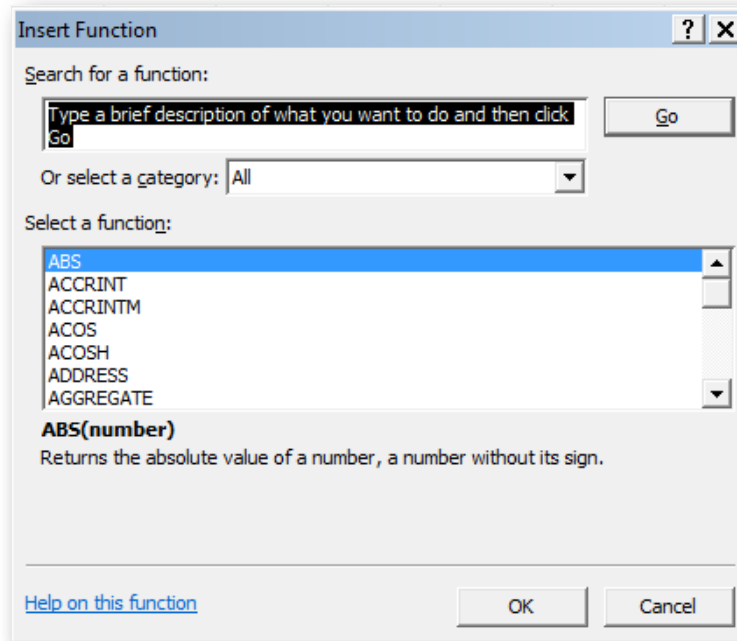 Insert Function
Search for a function:
Type a brief description of what you want to do and then click
Go
Go
Or select a category: All
Select a function:
ABS
ACCRINT
ACCRINTM
ACOS
ACOSH
ADDRESS
AGGREGATE
ABS(number)
Returns the absolute value of a number, a number without its sign.
Help on this function OK Cancel